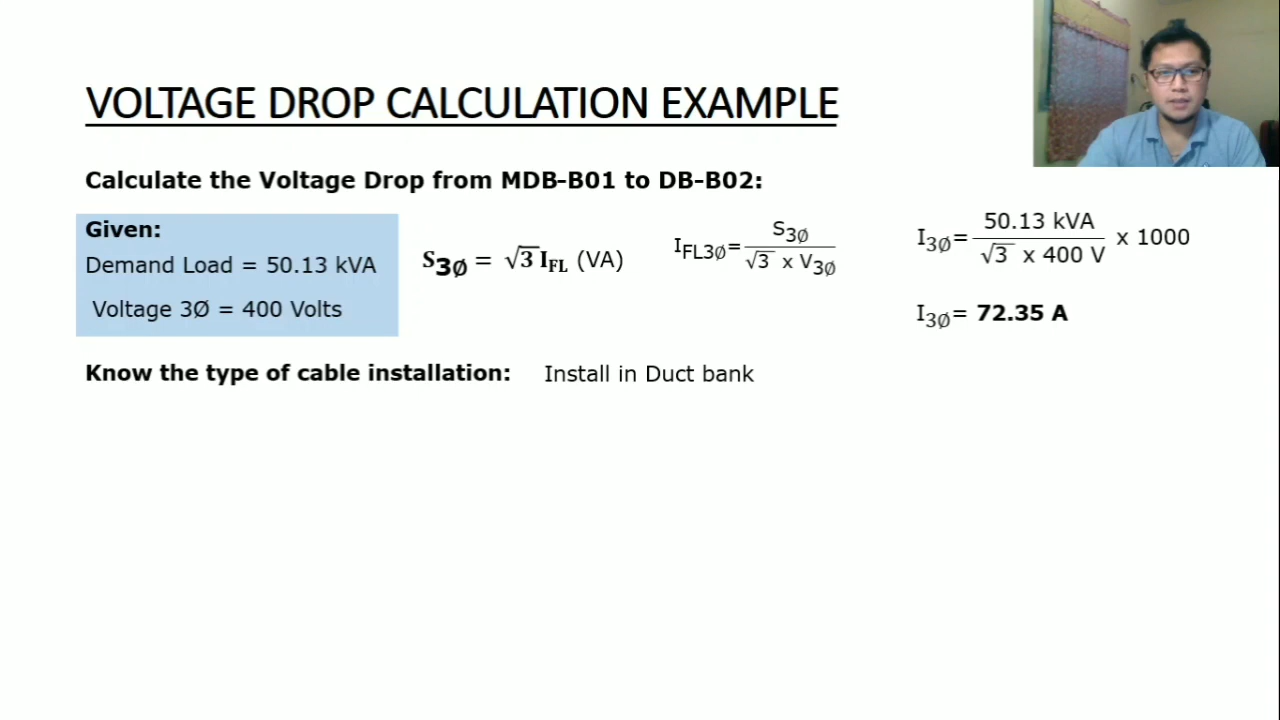 VOLTAGE DROP CALCULATION EXAMPLE
Calculate the Voltage Drop from MDB-B01 to DB-B02:
Given:
Demand Load = 50.13 kVA
Voltage 3Ø = 400 Volts
S3Ø = √3 IFL (VA)
IFL3Ø= S3Ø / √3 x V3Ø
I3Ø= 50.13 kVA / √3 x 400 V x 1000
I3Ø= 72.35 A
Know the type of cable installation: Install in Duct bank